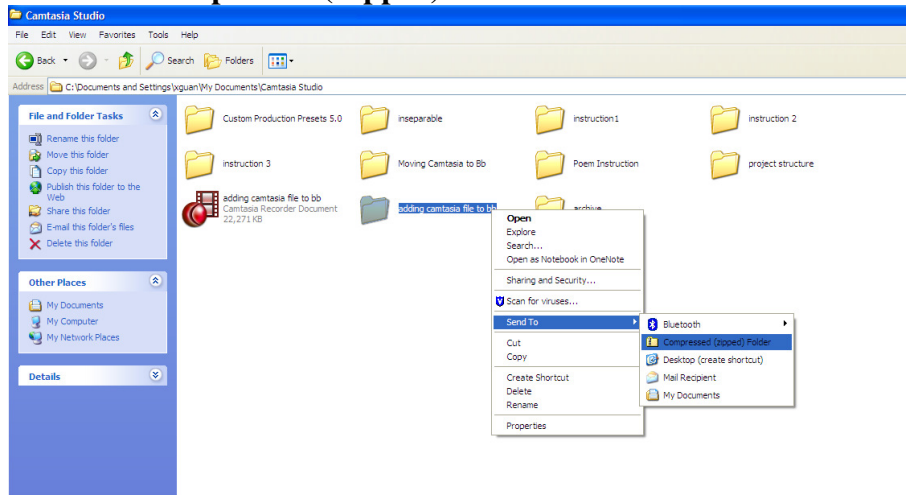 Camtasia Studio
File Edit View Favorites Tools Help
Back Search Folders
Address C:\Documents and Settings\xguan\My Documents\Camtasia Studio
File and Folder Tasks
Rename this folder
Move this folder
Copy this folder
Publish this folder to the
Web
Share this folder
E-mail this folder's files
Delete this folder
Other Places
My Documents
My Computer
My Network Places
Details
Custom Production Presets 5.0 inseparable instruction1 instruction 2
instruction 3 Moving Camtasia to Bb Poem Instruction project structure
adding camtasia file to bb
Camtasia Recorder Document
22,271 KB
adding camtasia file to bb archive
Open
Explore
Search...
Open as Notebook in OneNote
Sharing and Security...
Scan for viruses...
Send To
Cut
Copy
Create Shortcut
Delete
Rename
Properties
Bluetooth
Compressed (zipped) Folder
Desktop (create shortcut)
Mail Recipient
My Documents